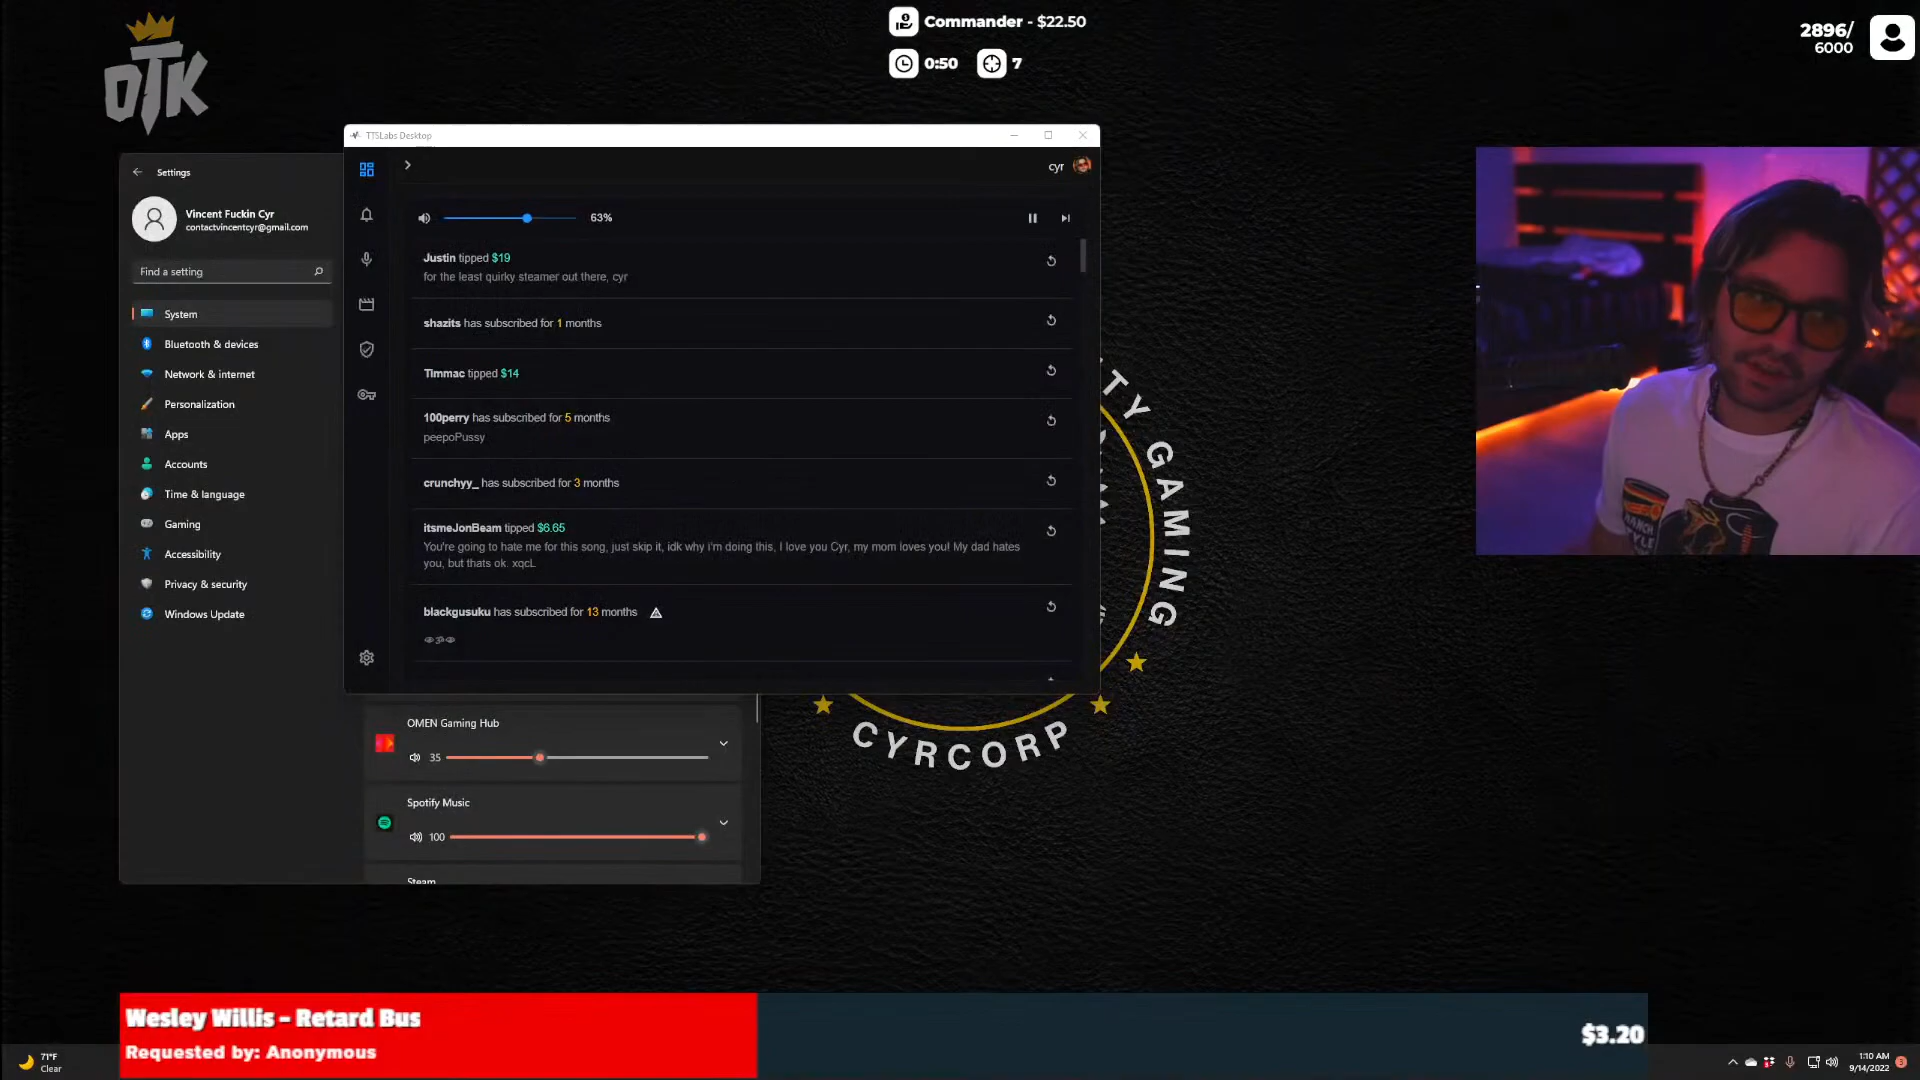 OTK
Commander - $22.50
0:50
7
2896/
6000
TTSLabs Desktop
cyr
63%
Justin tipped $19
for the least quirky steamer out there, cyr
shazits has subscribed for 1 months
Timmac tipped $14
100perry has subscribed for 5 months
peepoPussy
crunchyy_ has subscribed for 3 months
itsmeJonBeam tipped $6.65
You're going to hate me for this song, just skip it, idk why i'm doing this, I love you Cyr, my mom loves you! My dad hates
you, but thats ok. xqcL
blackgusuku has subscribed for 13 months
Settings
Vincent Fuckin Cyr
contactvincentcyr@gmail.com
Find a setting
System
Bluetooth & devices
Network & internet
Personalization
Apps
Accounts
Time & language
Gaming
Accessibility
Privacy & security
Windows Update
OMEN Gaming Hub
35
Spotify Music
100
Steam
TY GAMING
CYRCORP
Wesley Willis - Retard Bus
Requested by: Anonymous
$3.20
71°F
Clear
1:10 AM
9/14/2022
3